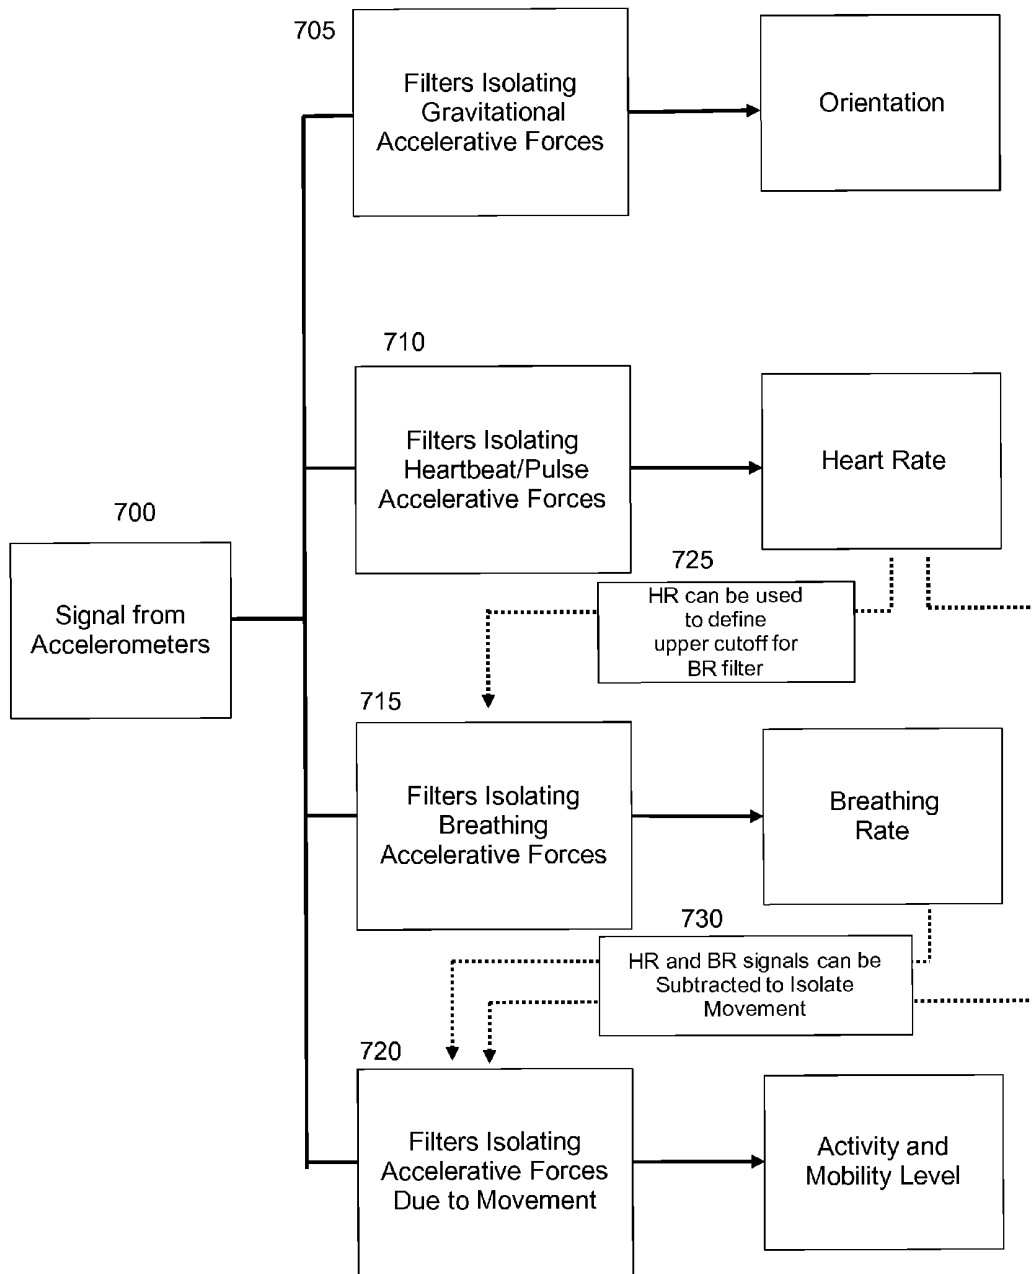 705
Filters Isolating
Gravitational
Accelerative Forces
Orientation
710
Filters Isolating
Heartbeat/Pulse
Accelerative Forces
Heart Rate
700
Signal from
Accelerometers
725
HR can be used
to define
upper cutoff for
BR filter
715
Filters Isolating
Breathing
Accelerative Forces
Breathing
Rate
730
HR and BR signals can be
Subtracted to Isolate
Movement
720
Filters Isolating
Accelerative Forces
Due to Movement
Activity and
Mobility Level